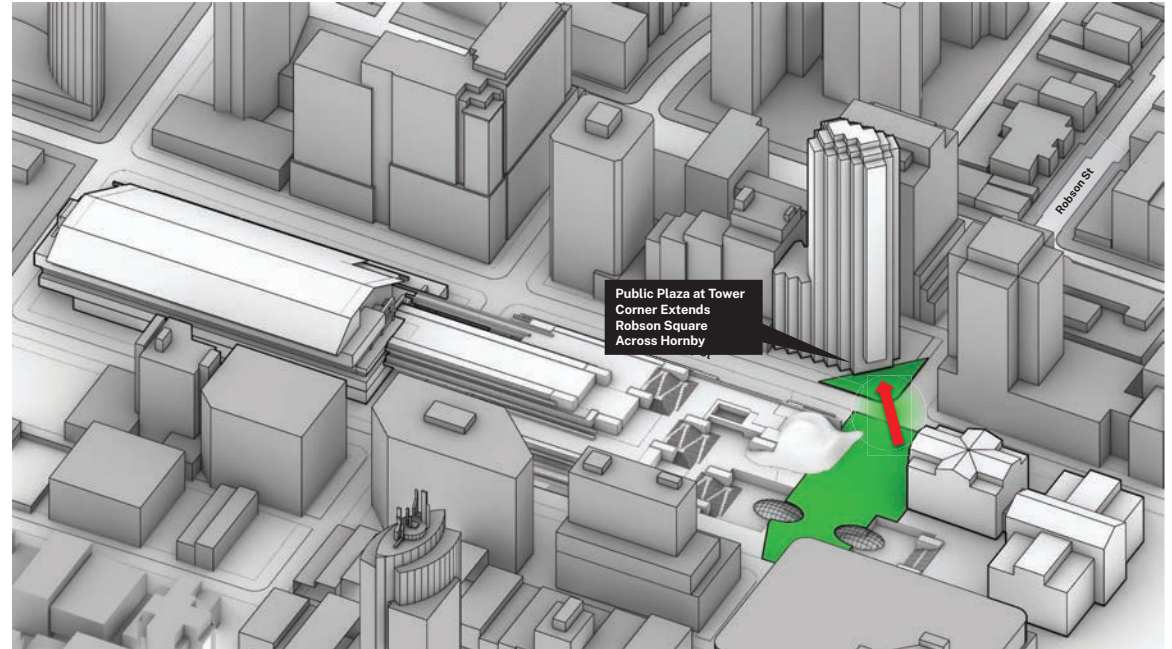 Robson St
Public Plaza at Tower
Corner Extends
Robson Square
Across Hornby